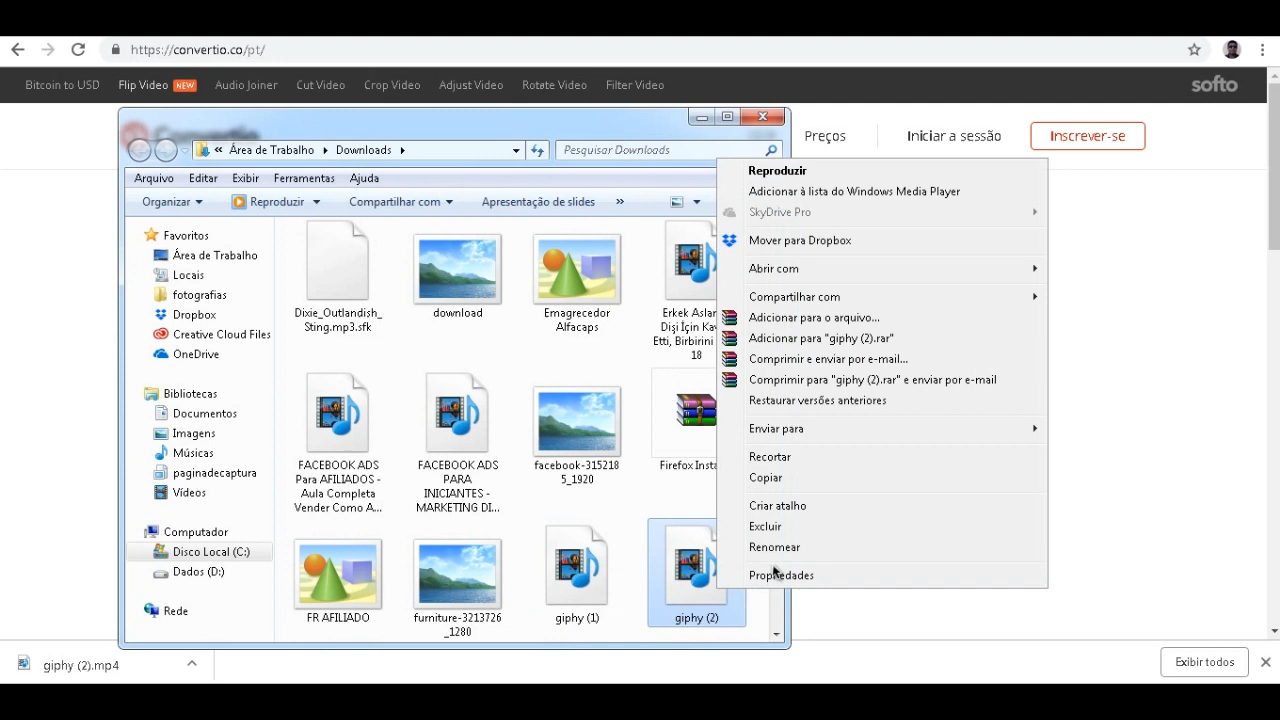 https://convertio.co/pt/
Bitcoin to USD Flip Video NEW Audio Joiner Cut Video Crop Video Adjust Video Rotate Video Filter Video softo
Convertio
Preços Iniciar a sessão Inscrever-se
« Área de Trabalho Downloads Pesquisar Downloads
Arquivo Editar Exibir Ferramentas Ajuda
Organizar Reproduzir Compartilhar com Apresentação de slides »
Favoritos
Área de Trabalho
Locais
fotografias
Dropbox
Creative Cloud Files
OneDrive
Bibliotecas
Documentos
Imagens
Músicas
paginadecaptura
Vídeos
Computador
Disco Local (C:)
Dados (D:)
Rede
Dixie_Outlandish_
Sting.mp3.sfk
download
Emagrecedor
Alfacaps
Erkek Aslan
Dişi İçin Kav
Etti, Birbirini
18
FACEBOOK ADS
Para AFILIADOS -
Aula Completa
Vender Como A...
FACEBOOK ADS
PARA
INICIANTES -
MARKETING DI...
facebook-315218
5_1920
Firefox Insta
FR AFILIADO
furniture-3213726
_1280
giphy (1)
giphy (2)
Reproduzir
Adicionar à lista do Windows Media Player
SkyDrive Pro
Mover para Dropbox
Abrir com
Compartilhar com
Adicionar para o arquivo...
Adicionar para "giphy (2).rar"
Comprimir e enviar por e-mail...
Comprimir para "giphy (2).rar" e enviar por e-mail
Restaurar versões anteriores
Enviar para
Recortar
Copiar
Criar atalho
Excluir
Renomear
Propriedades
giphy (2).mp4
Exibir todos